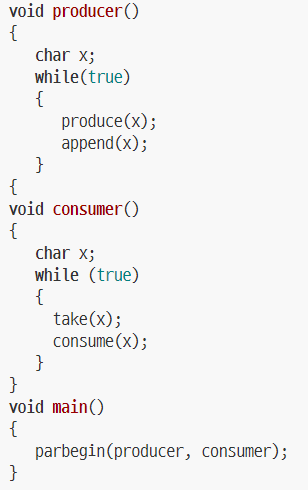 void producer()
{
   char x;
   while(true)
   {
      produce(x);
      append(x);
   }
{
void consumer()
{
   char x;
   while (true)
   {
     take(x);
     consume(x);
   }
}
void main()
{
   parbegin(producer, consumer);
}